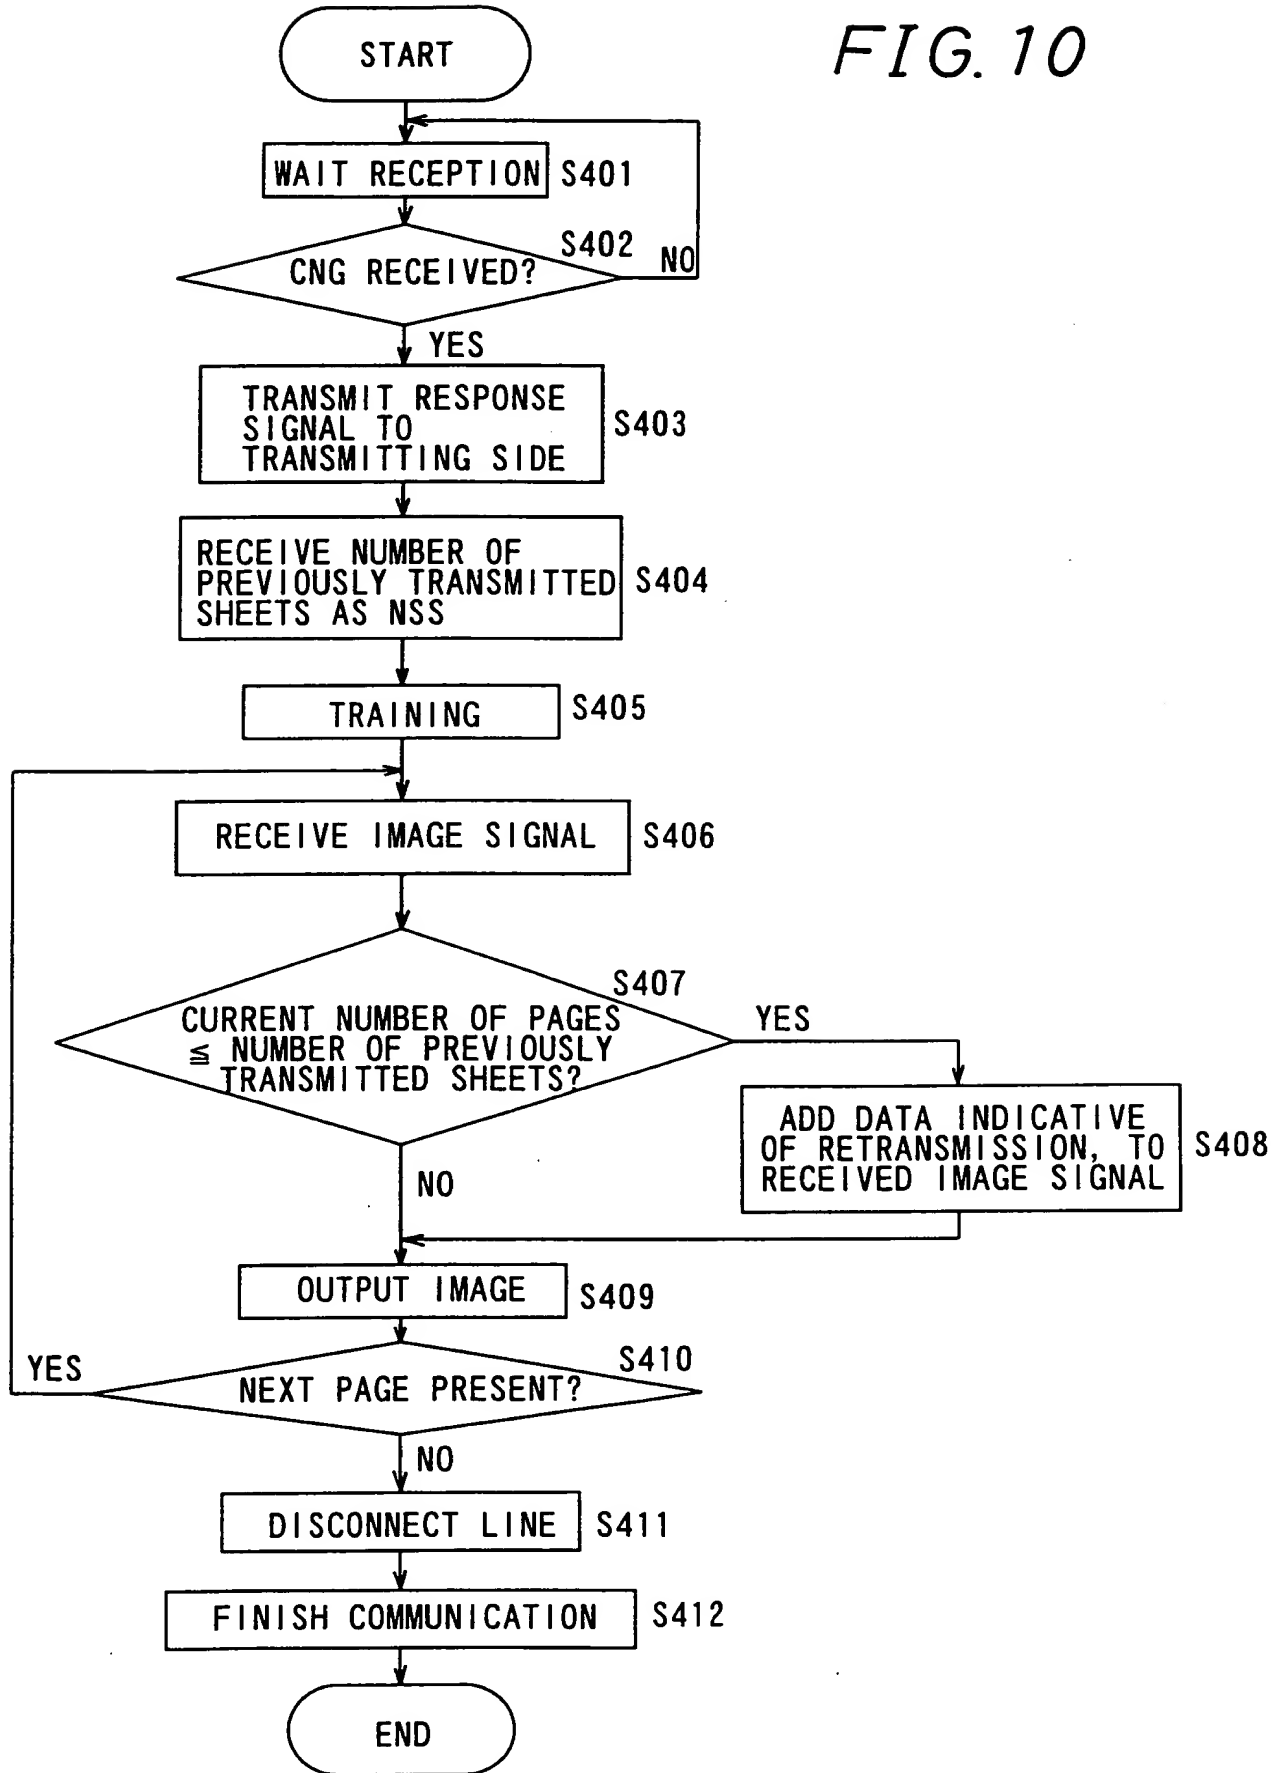 FIG. 10
START
WAIT RECEPTION
S401
S402
CNG RECEIVED?
NO
YES
TRANSMIT RESPONSE
SIGNAL TO
TRANSMITTING SIDE
S403
RECEIVE NUMBER OF
PREVIOUSLY TRANSMITTED
SHEETS AS NSS
S404
TRAINING
S405
RECEIVE IMAGE SIGNAL
S406
S407
CURRENT NUMBER OF PAGES
≦ NUMBER OF PREVIOUSLY
TRANSMITTED SHEETS?
YES
ADD DATA INDICATIVE
OF RETRANSMISSION, TO
RECEIVED IMAGE SIGNAL
S408
NO
OUTPUT IMAGE
S409
S410
YES
NEXT PAGE PRESENT?
NO
DISCONNECT LINE
S411
FINISH COMMUNICATION
S412
END